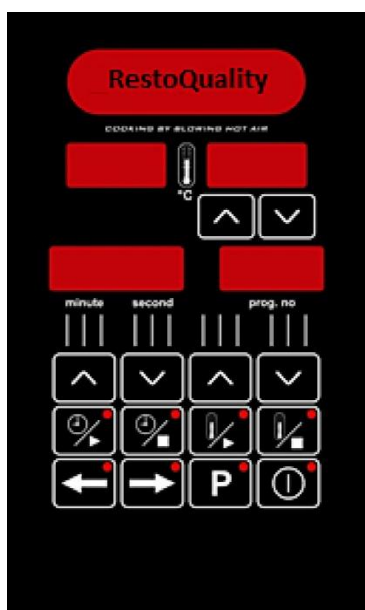 RestoQuality
COOKING BY BLOWING HOT AIR
°C
minute second prog. no
P